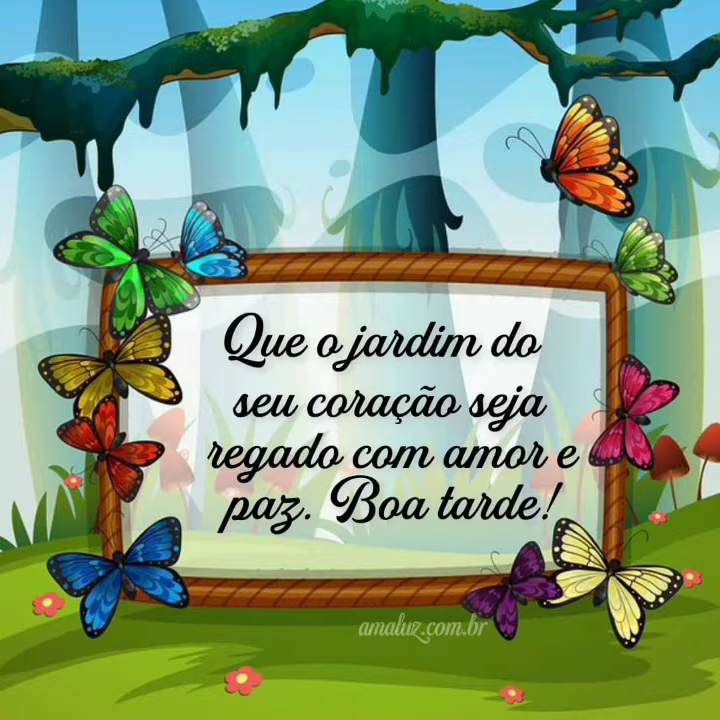 Que o jardim do
seu coração seja
regado com amor e
paz. Boa tarde!
amaluz.com.br